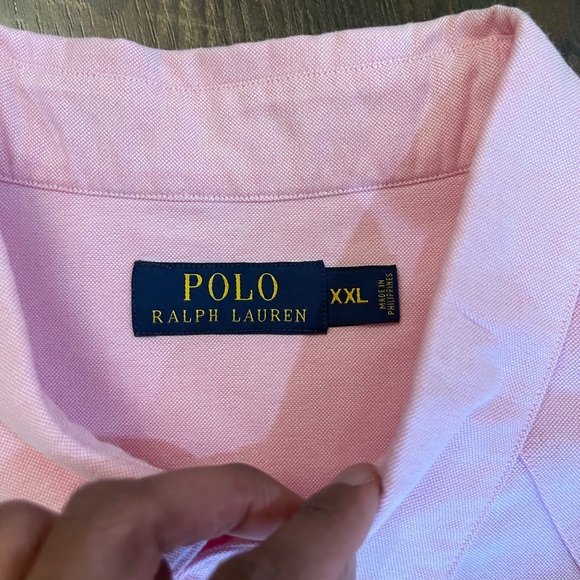 POLO
RALPH LAUREN
XXL
MADE IN
PHILIPPINES